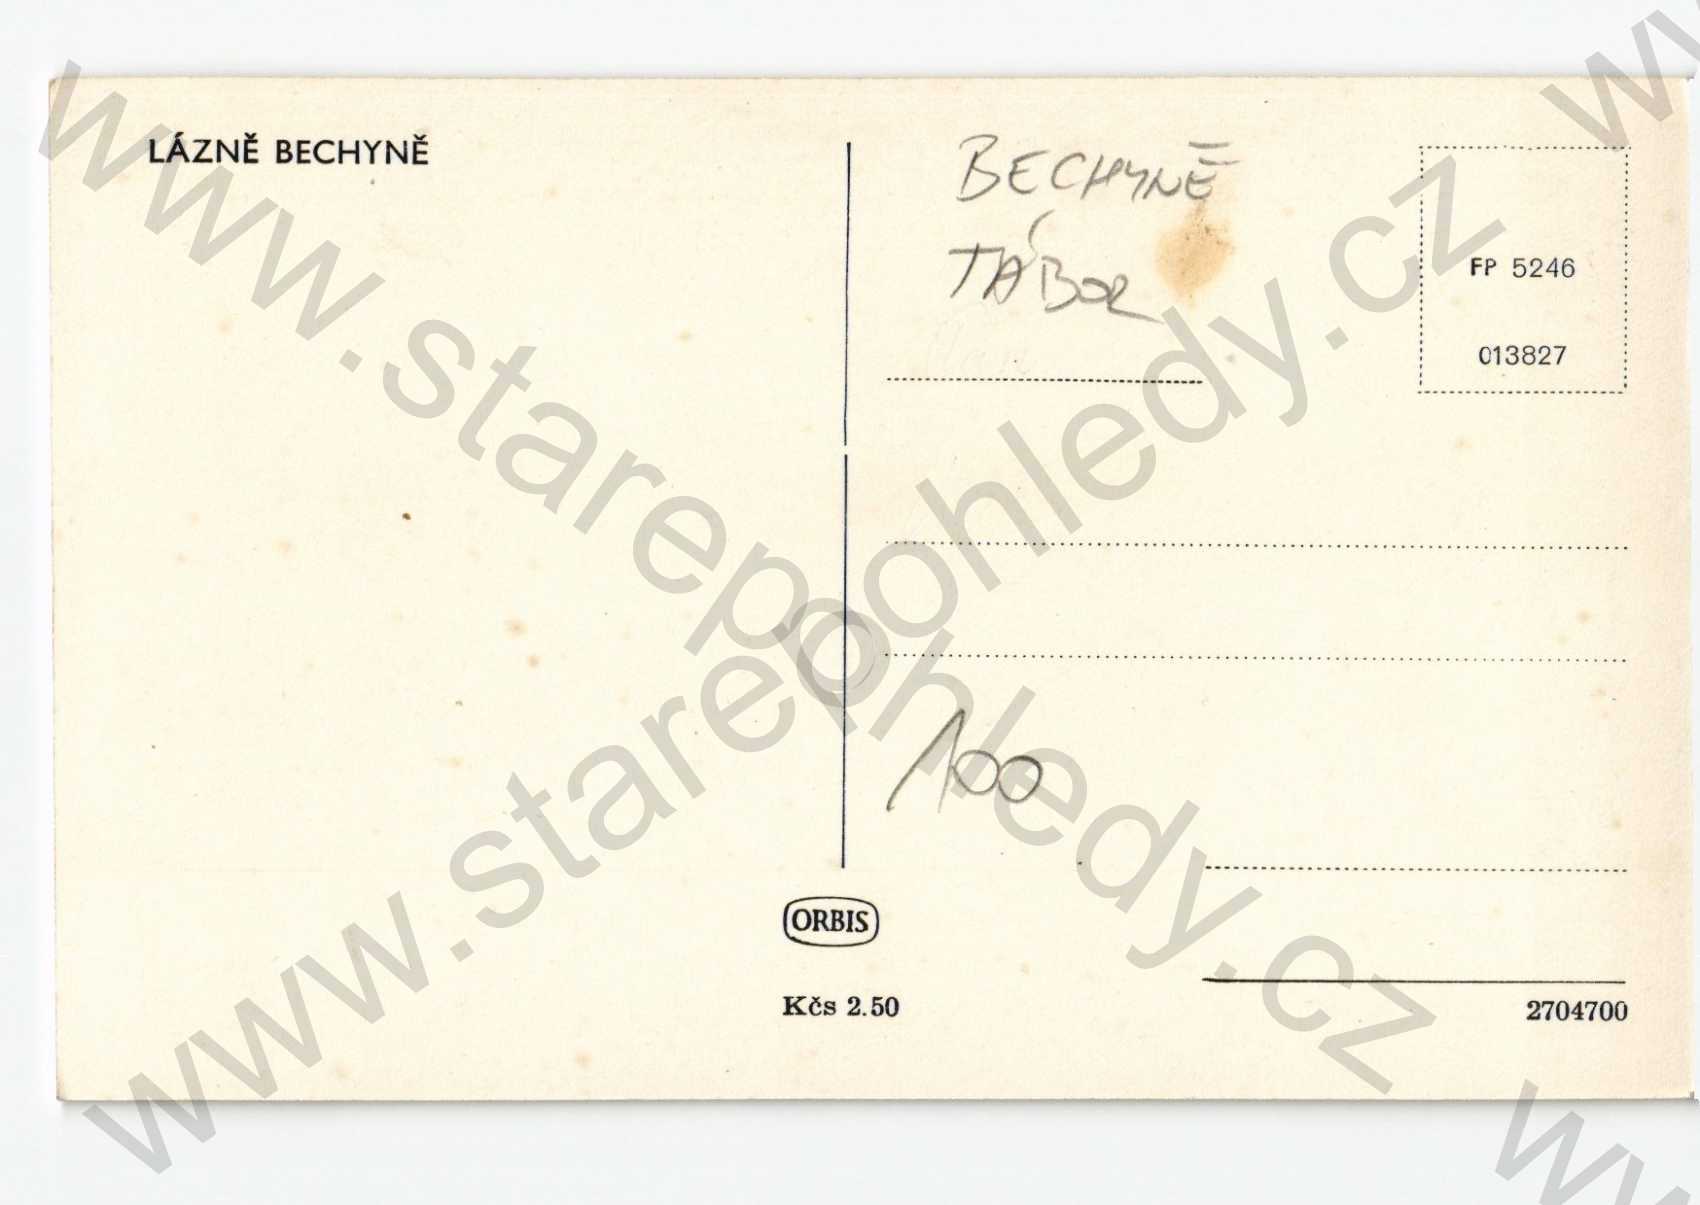 LÁZNĚ BECHYNĚ
BECHYNĚ
TÁBOR
FP 5246
013827
100
ORBIS
Kčs 2.50
2704700
www.starepohledy.cz
www.starepohledy.cz